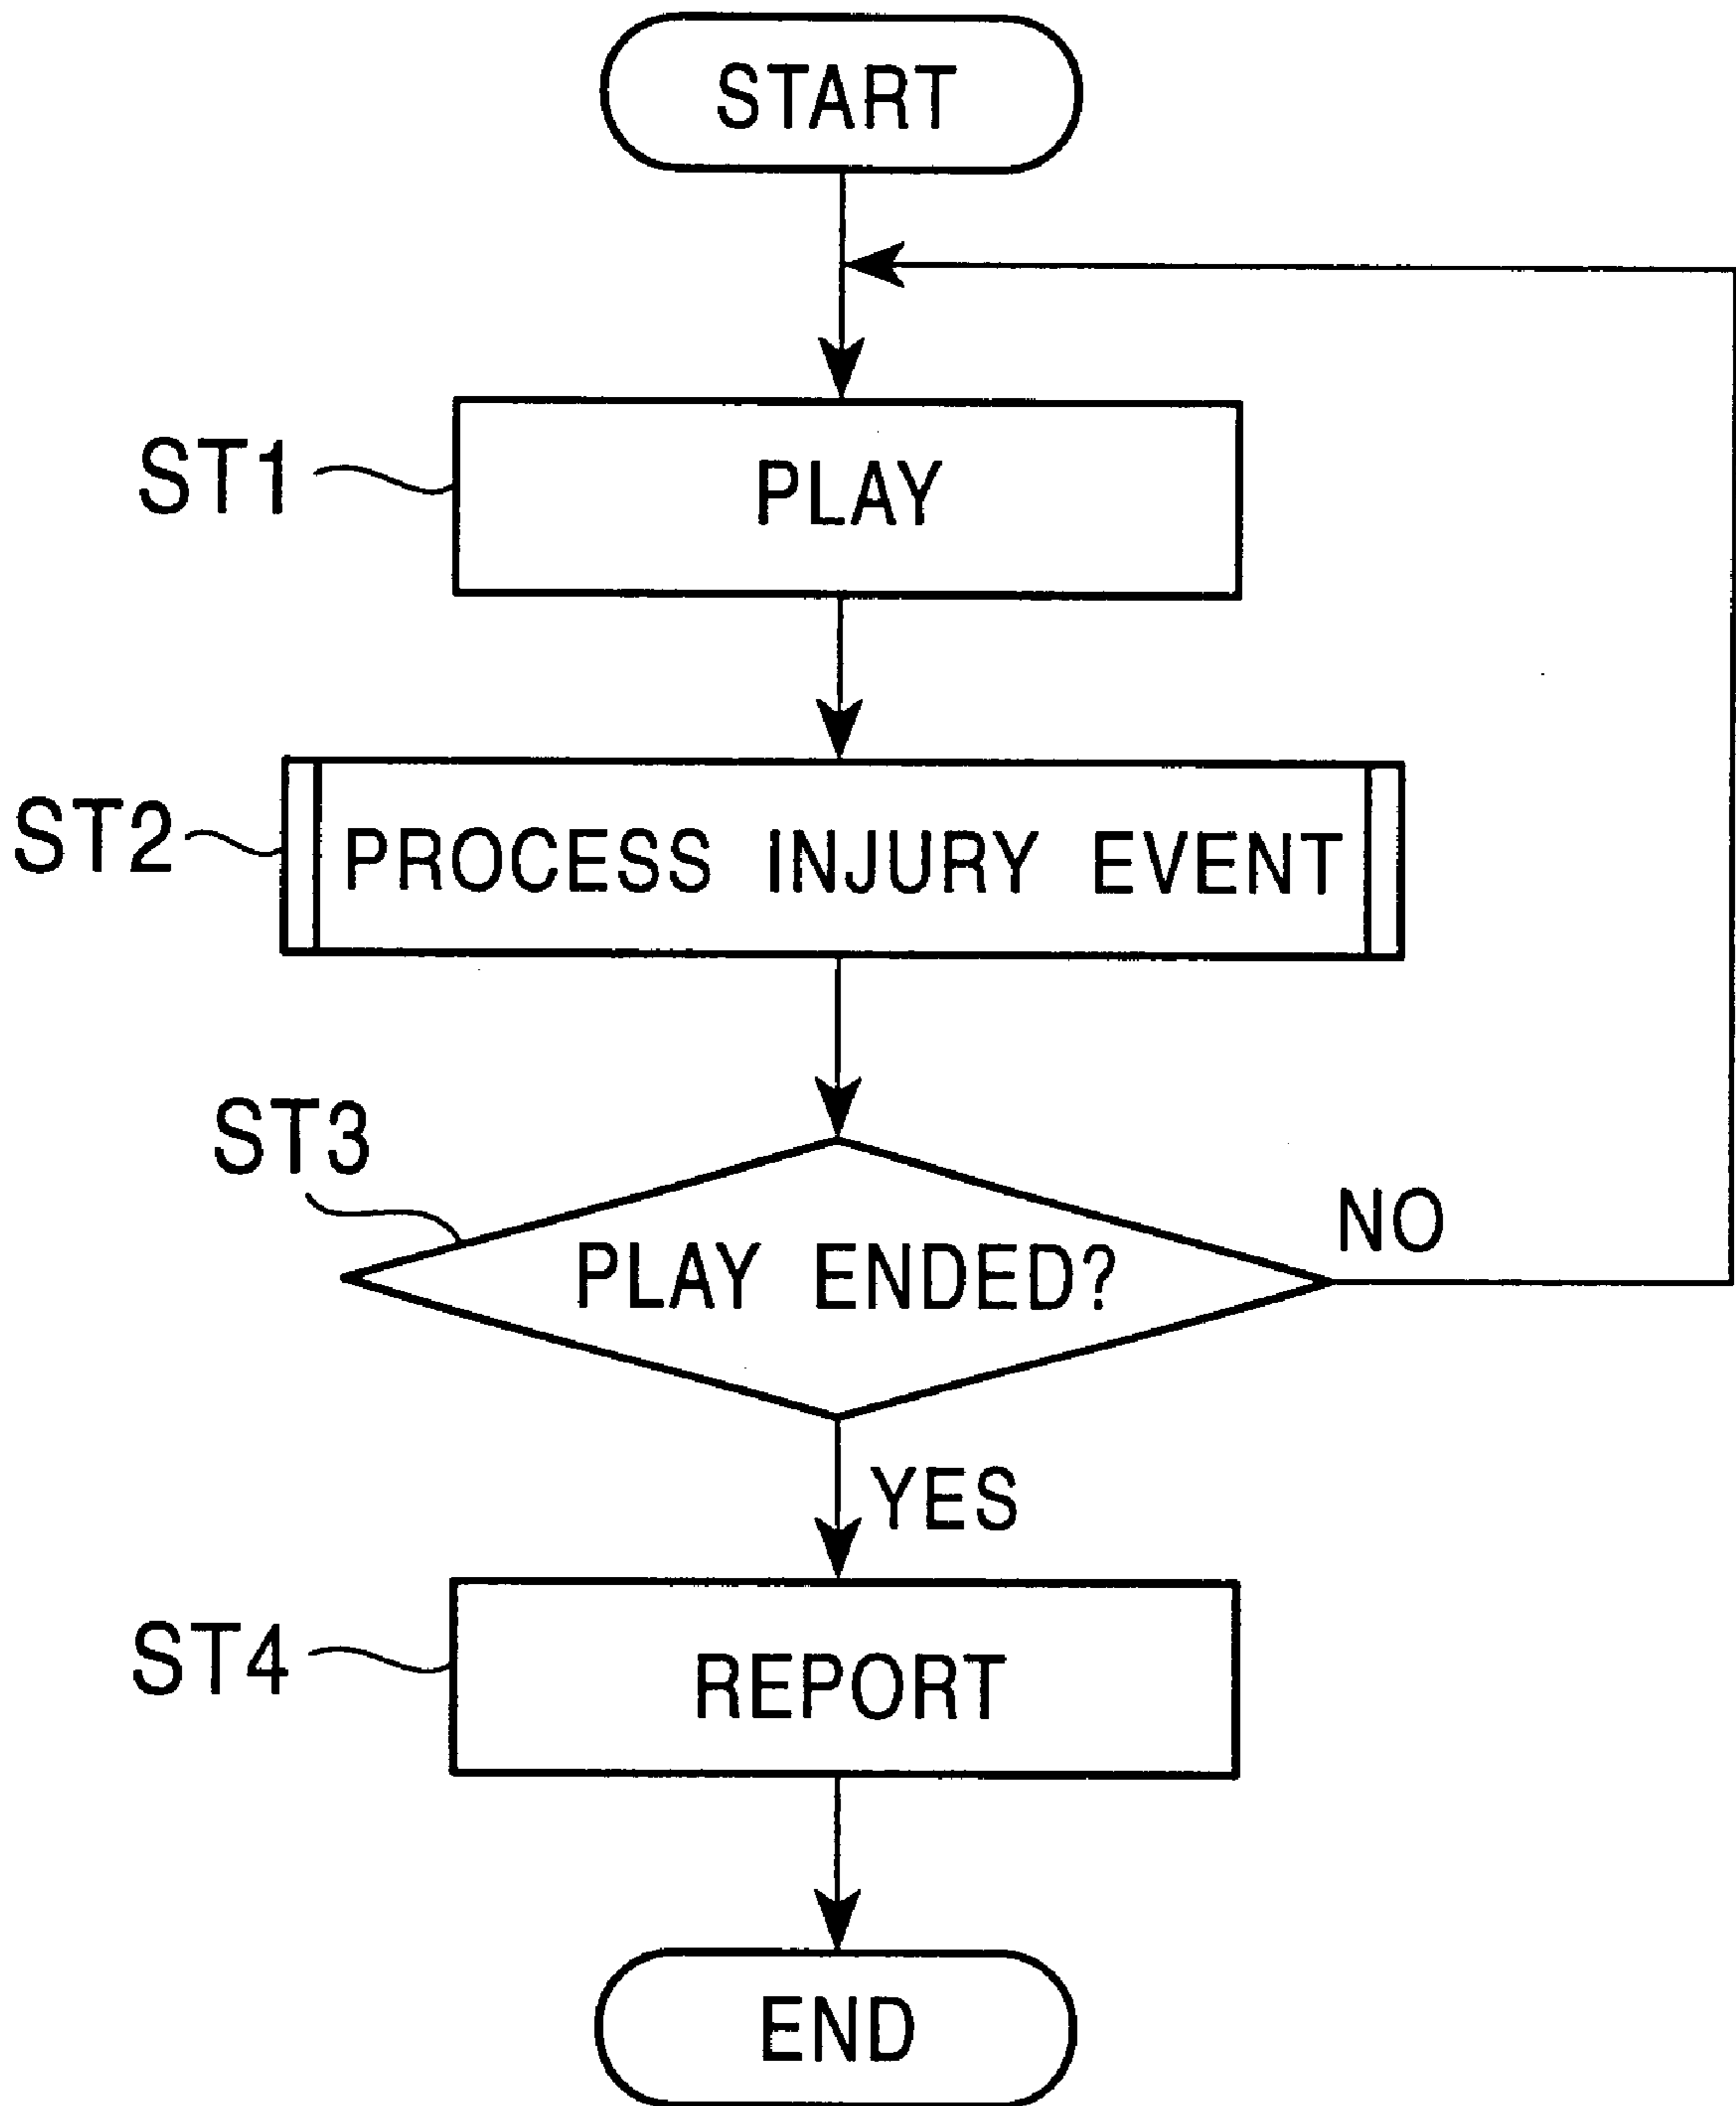 START
ST1
PLAY
ST2
PROCESS INJURY EVENT
ST3
PLAY ENDED?
NO
YES
ST4
REPORT
END